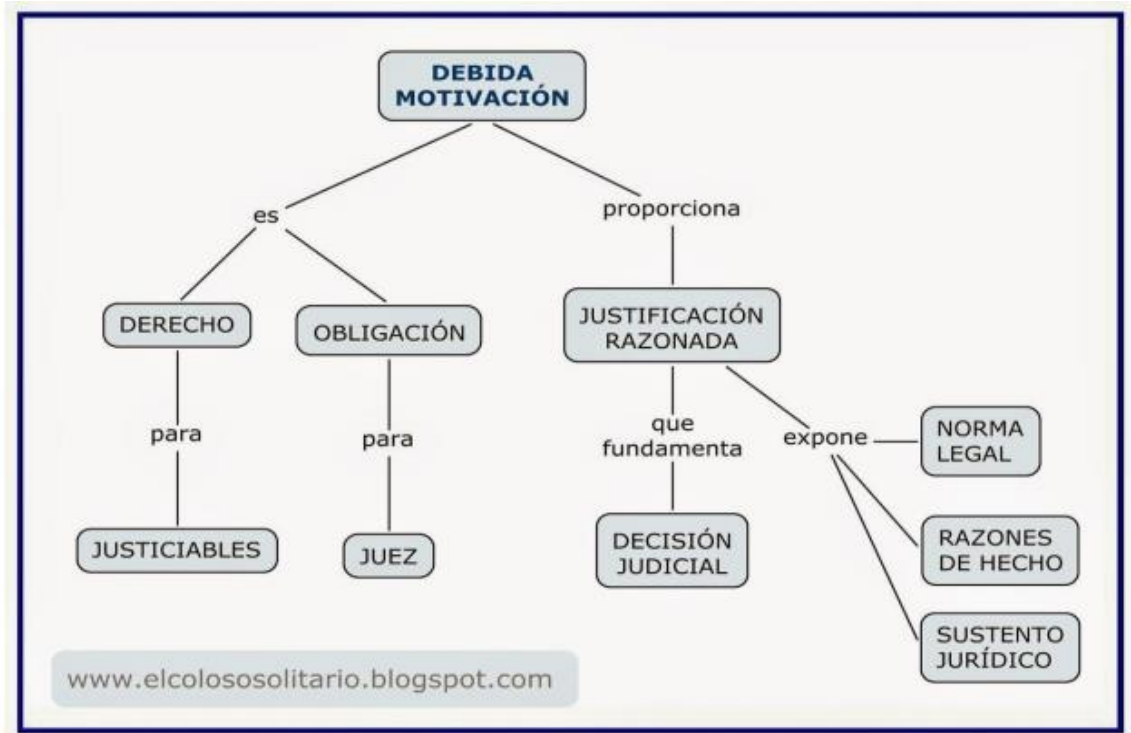 DEBIDA
MOTIVACIÓN
es
proporciona
DERECHO
OBLIGACIÓN
JUSTIFICACIÓN
RAZONADA
para
para
que
fundamenta
expone
NORMA
LEGAL
JUSTICIABLES
JUEZ
DECISIÓN
JUDICIAL
RAZONES
DE HECHO
SUSTENTO
JURÍDICO
www.elcolososolitario.blogspot.com